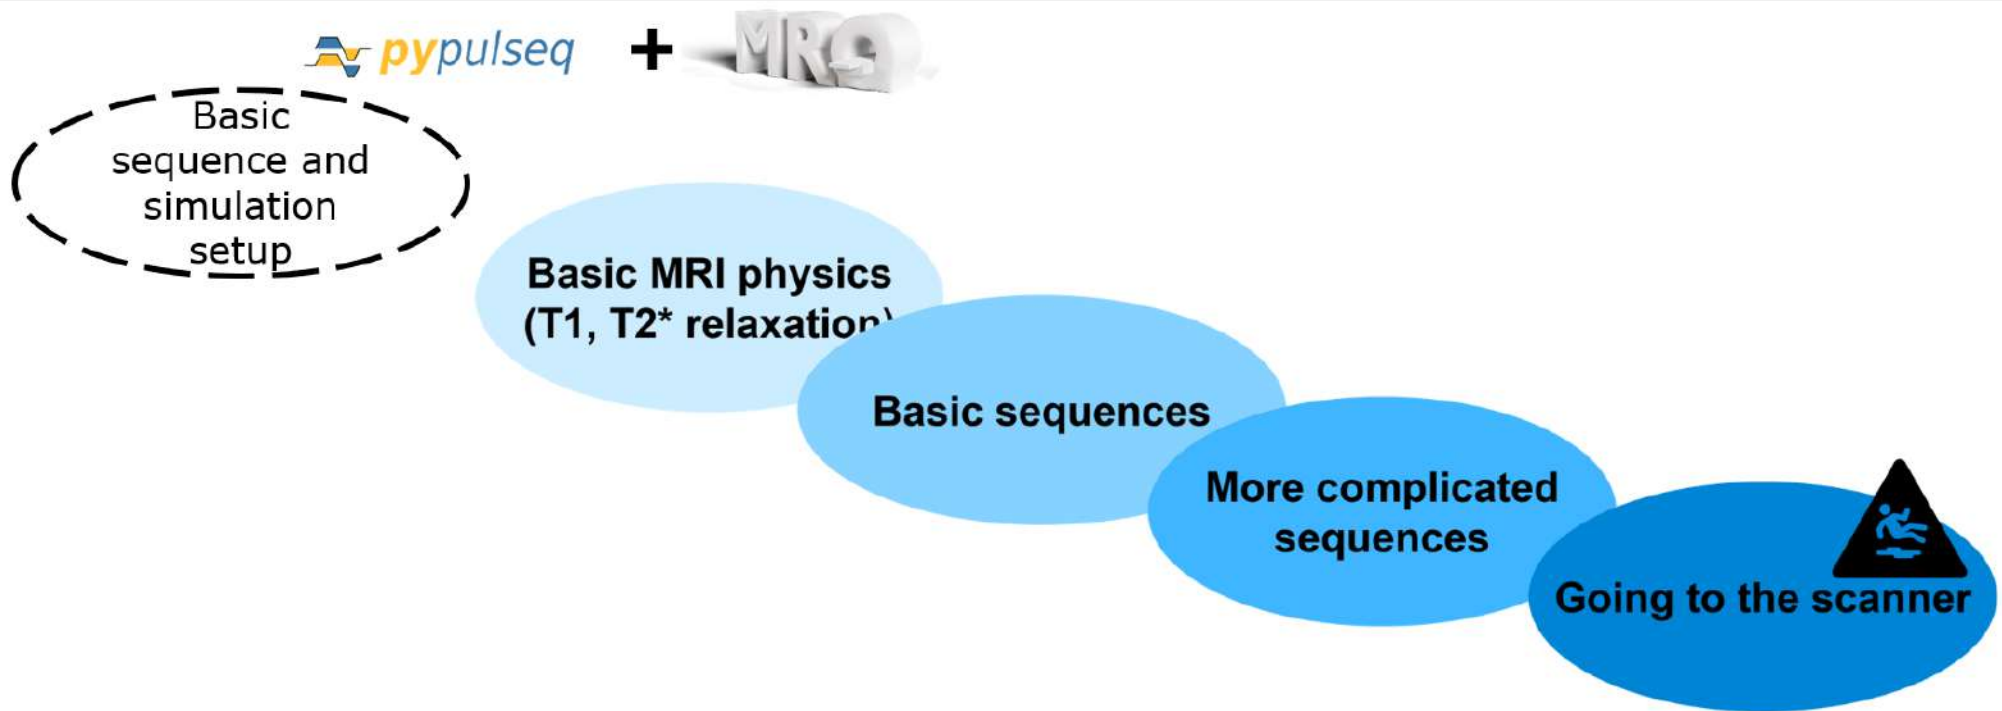 pypulseq + MR0
Basic
sequence and
simulation
setup
Basic MRI physics
(T1, T2* relaxation)
Basic sequences
More complicated
sequences
Going to the scanner